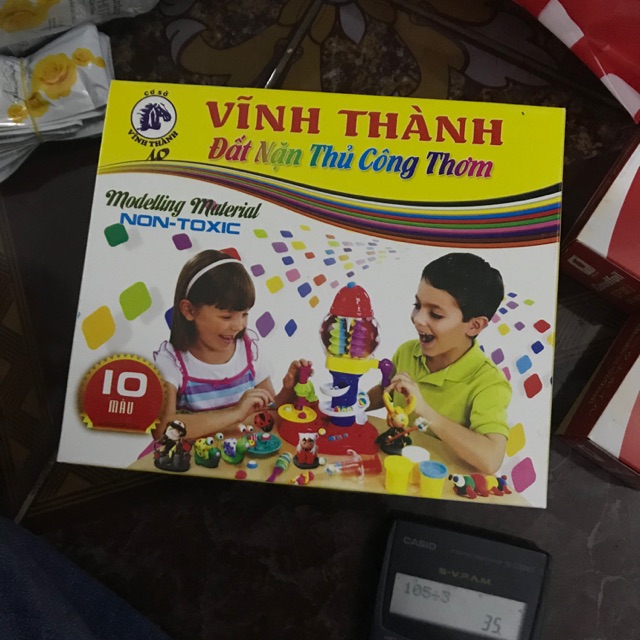 CƠ SỞ
VĨNH THÀNH
10
VĨNH THÀNH
Đất Nặn Thủ Công Thơm
Modelling Material
NON-TOXIC
10
MÀU
CASIO
S-V.P.A.M.
105÷3
35